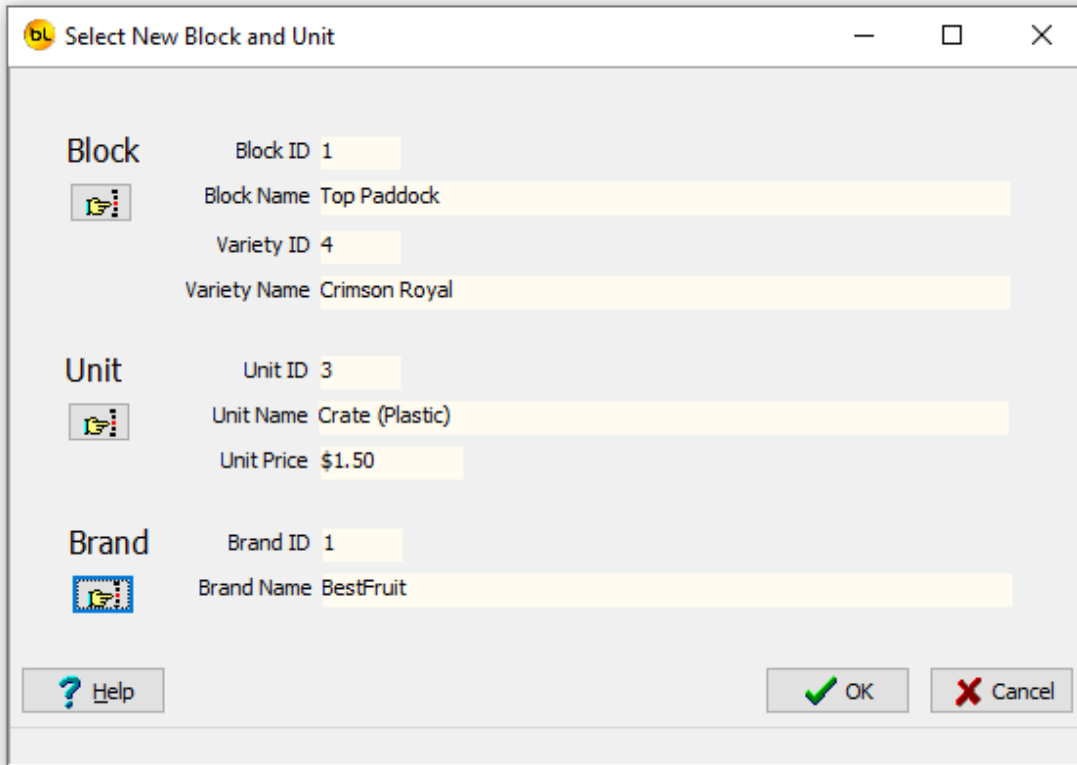 bL Select New Block and Unit
Block
Block ID 1
Block Name Top Paddock
Variety ID 4
Variety Name Crimson Royal
Unit
Unit ID 3
Unit Name Crate (Plastic)
Unit Price $1.50
Brand
Brand ID 1
Brand Name BestFruit
? Help
OK
Cancel